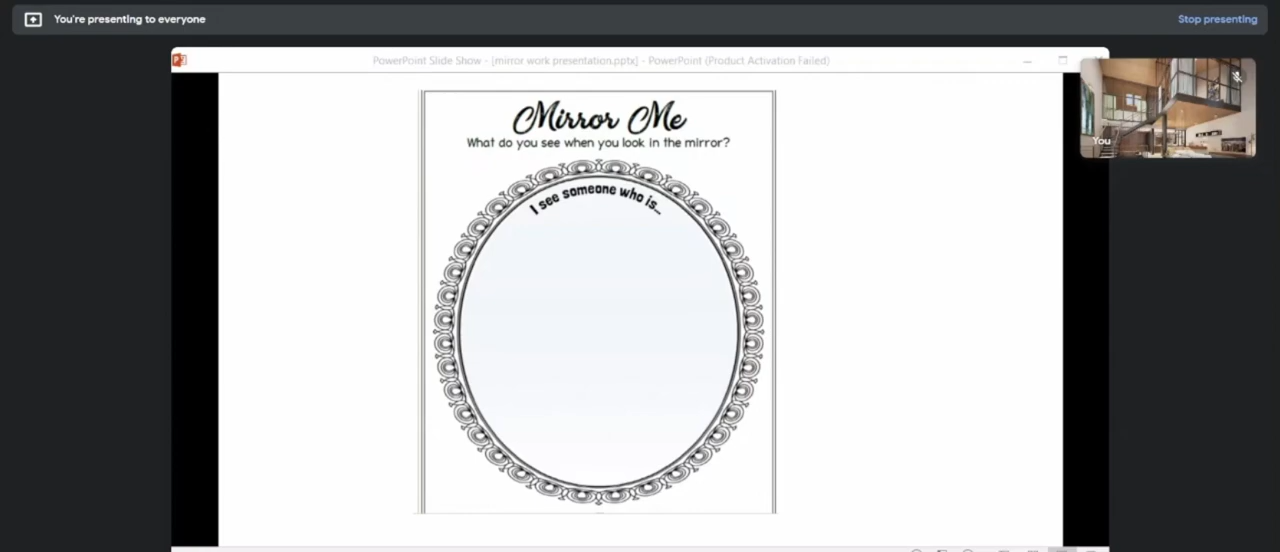 You're presenting to everyone
Stop presenting
PowerPoint Slide Show - [mirror work presentation.pptx] - PowerPoint (Product Activation Failed)
You
Mirror Me
What do you see when you look in the mirror?
I see someone who is...